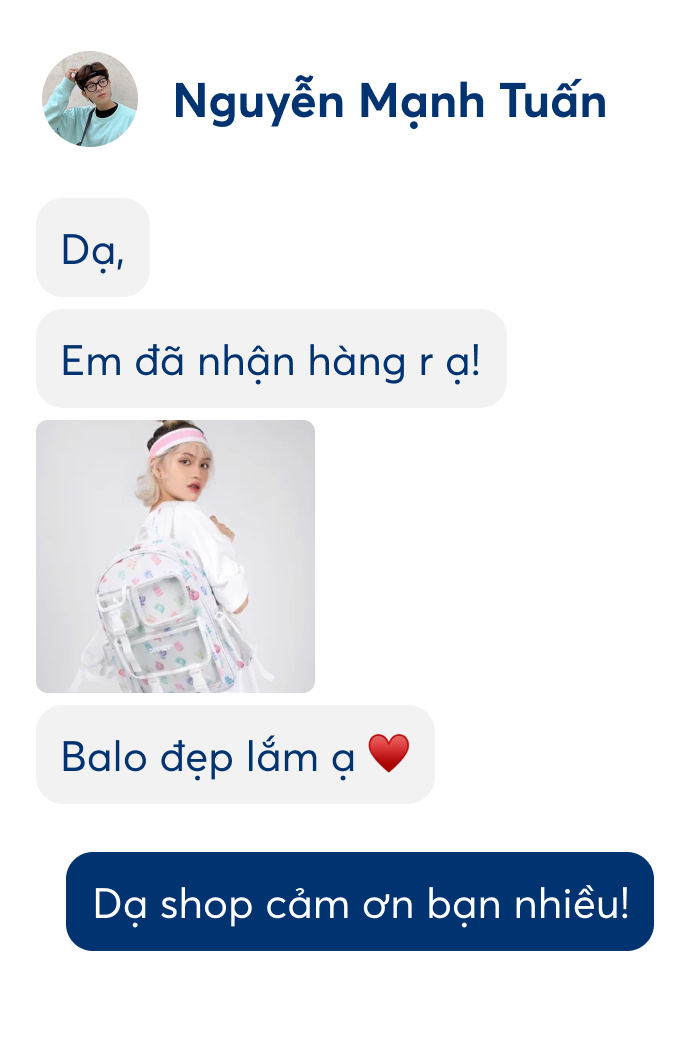 Nguyễn Mạnh Tuấn
Dạ,
Em đã nhận hàng r ạ!
Balo đẹp lắm ạ ♥️
Dạ shop cảm ơn bạn nhiều!